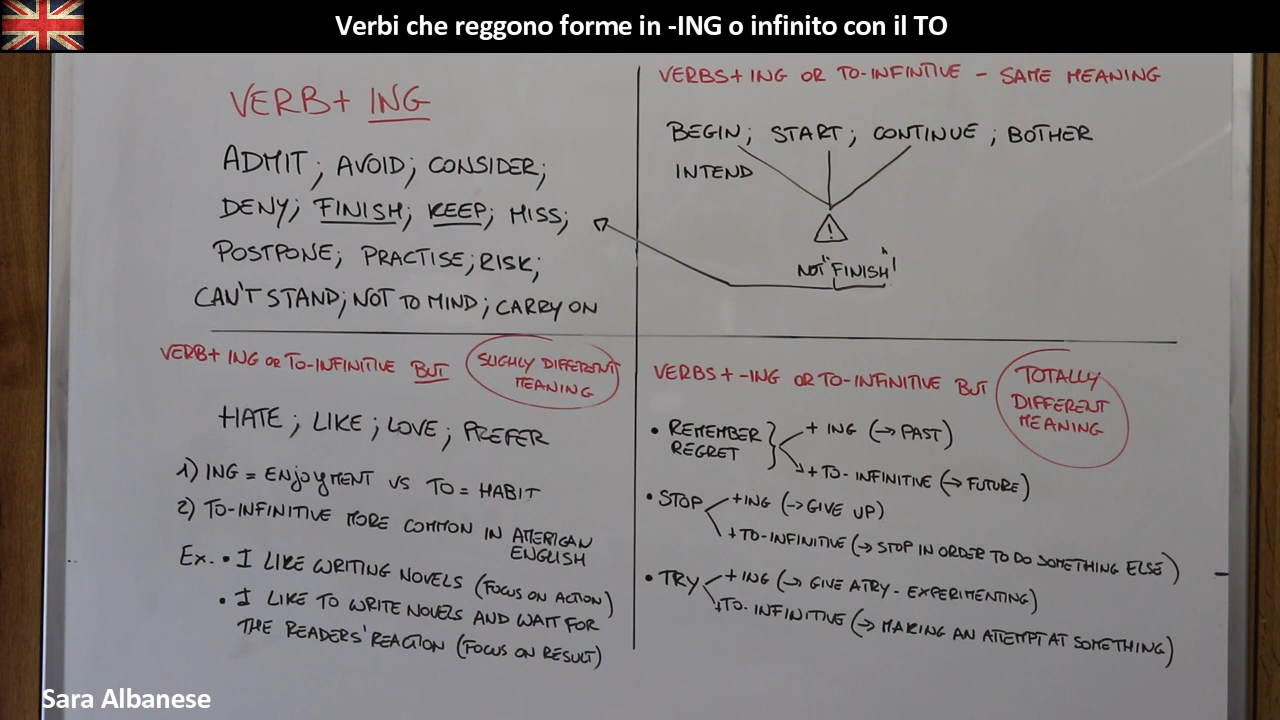 Verbi che reggono forme in -ING o infinito con il TO
VERB+ ING
ADMIT; AVOID; CONSIDER;
DENY; FINISH; KEEP; MISS;
POSTPONE; PRACTISE; RISK;
CAN'T STAND; NOT TO MIND; CARRY ON
VERBS+ ING OR TO-INFINTIVE - SAME MEANING
BEGIN; START; CONTINUE; BOTHER
INTEND
!
NOT "FINISH"!
VERB+ ING OR TO-INFINITIVE BUT
SLIGHLY DIFFERENT
MEANING
HATE; LIKE; LOVE; PREFER
1) ING = ENJOYMENT VS TO = HABIT
2) TO-INFINITIVE MORE COMMON IN AMERICAN
ENGLISH
Ex. • I LIKE WRITING NOVELS (FOCUS ON ACTION)
• I LIKE TO WRITE NOVELS AND WAIT FOR
THE READERS' REACTION (FOCUS ON RESULT)
VERBS + -ING OR TO-INFINITIVE BUT
TOTALLY
DIFFERENT
MEANING
• REMEMBER
REGRET
+ ING (→ PAST)
+ TO-INFINITIVE (→ FUTURE)
• STOP
+ING (→ GIVE UP)
+TO-INFINITIVE (→ STOP IN ORDER TO DO SOMETHING ELSE)
• TRY
+ ING (→ GIVE A TRY - EXPERIMENTING)
+TO-INFINITIVE (→ MAKING AN ATTEMPT AT SOMETHING)
Sara Albanese